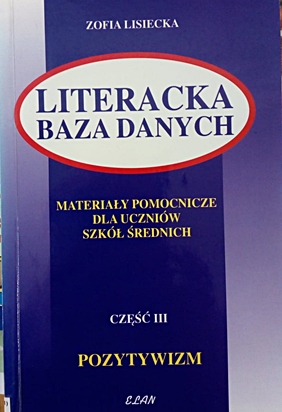 ZOFIA LISIECKA
LITERACKA
BAZA DANYCH
MATERIAŁY POMOCNICZE
DLA UCZNIÓW
SZKÓŁ ŚREDNICH
CZĘŚĆ III
POZYTYWIZM
ELAN